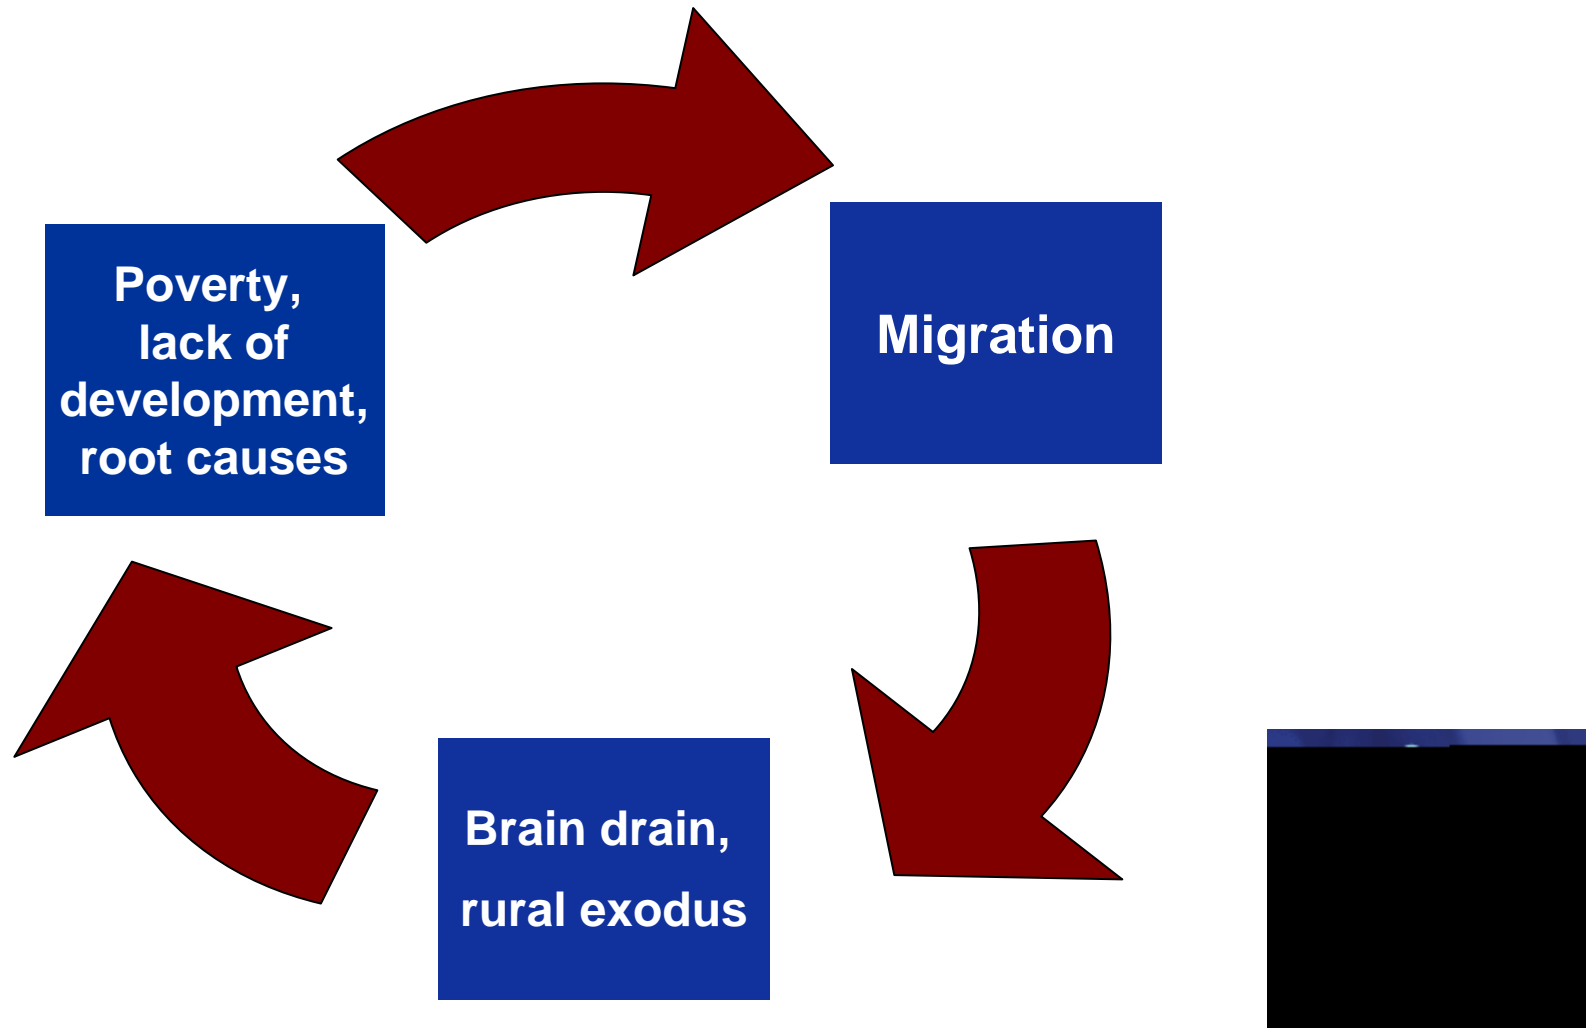 Poverty,
lack of
development,
root causes
Migration
Brain drain,
rural exodus